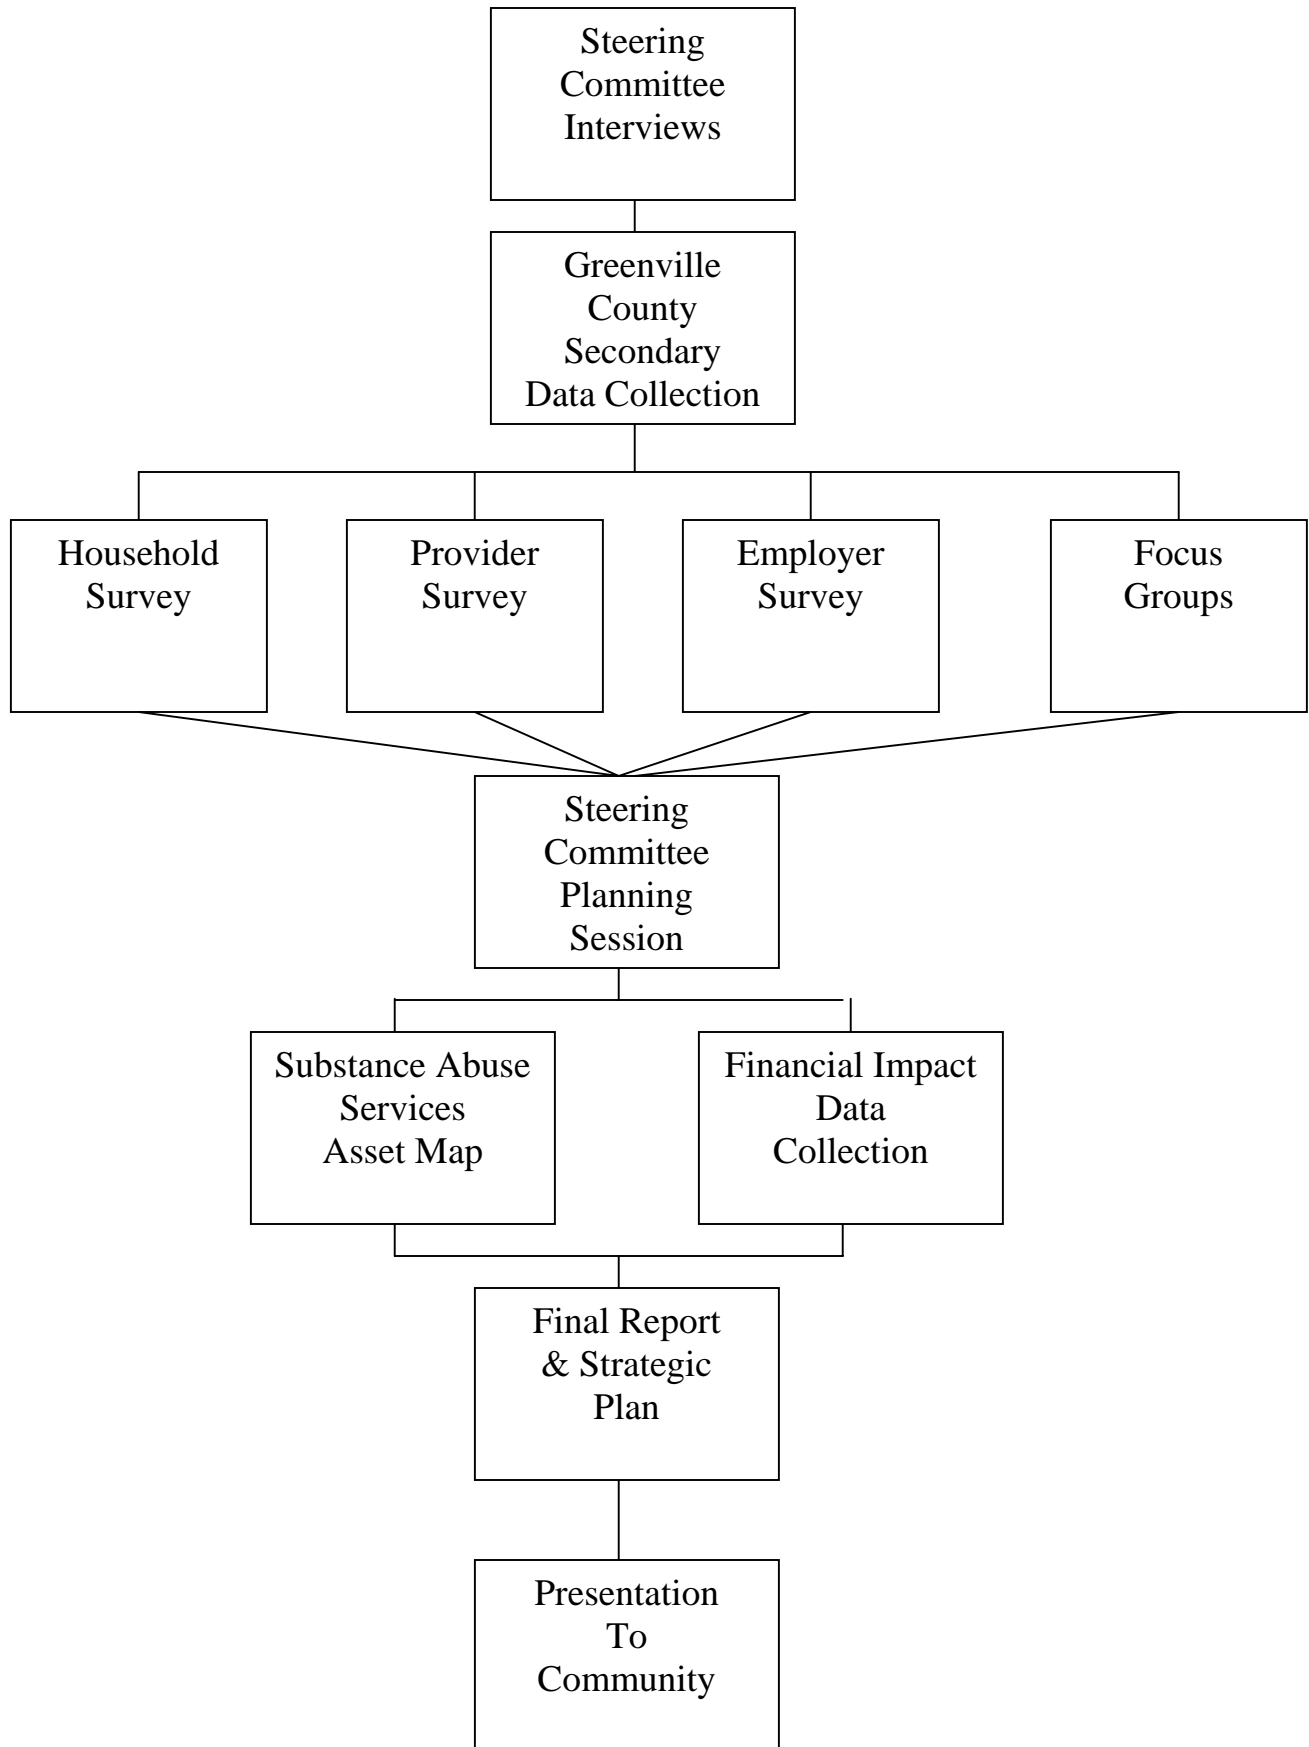 Steering
Committee
Interviews
Greenville
County
Secondary
Data Collection
Household
Survey
Provider
Survey
Employer
Survey
Focus
Groups
Steering
Committee
Planning
Session
Substance Abuse
Services
Asset Map
Financial Impact
Data
Collection
Final Report
& Strategic
Plan
Presentation
To
Community